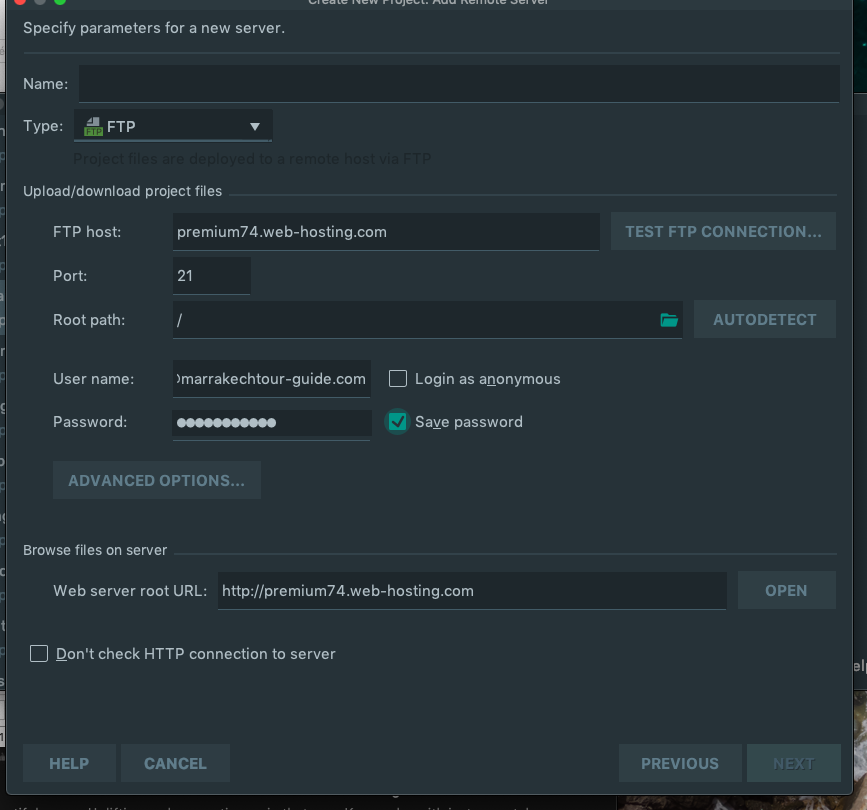 Create New Project: Add Remote Server
Specify parameters for a new server.
Name:
Type: FTP FTP
Project files are deployed to a remote host via FTP
Upload/download project files
FTP host: premium74.web-hosting.com TEST FTP CONNECTION...
Port: 21
Root path: / AUTODETECT
User name: marrakechtour-guide.com Login as anonymous
Password: ●●●●●●●●●●● Save password
ADVANCED OPTIONS...
Browse files on server
Web server root URL: http://premium74.web-hosting.com OPEN
Don't check HTTP connection to server
HELP CANCEL PREVIOUS NEXT